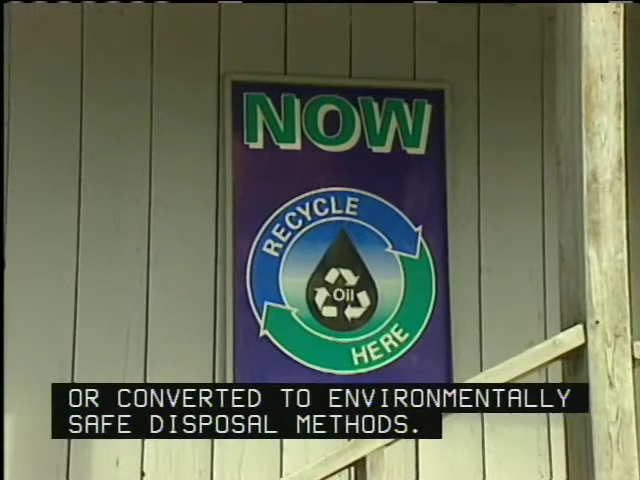 NOW
RECYCLE
Oil
HERE
OR CONVERTED TO ENVIRONMENTALLY
SAFE DISPOSAL METHODS.